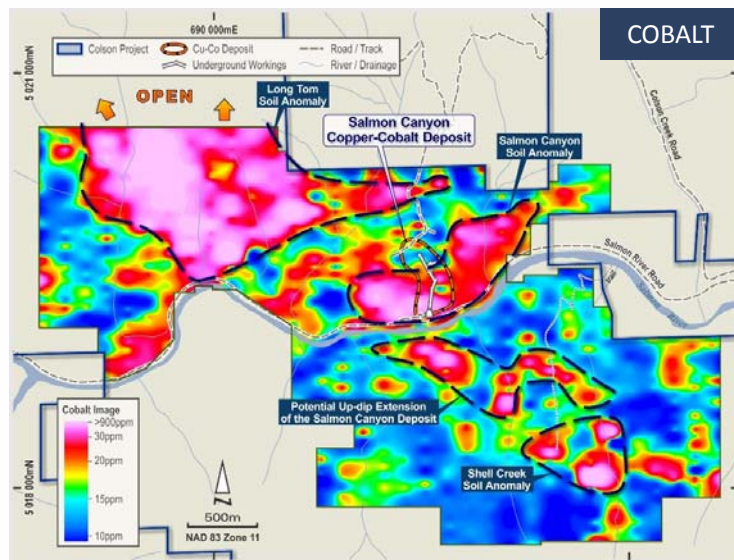 690 000mE
COBALT
Colson Project
Cu-Co Deposit
Road / Track
Underground Workings
River / Drainage
5 021 000mN
OPEN
Long Tom
Soil Anomaly
Salmon Canyon
Copper-Cobalt Deposit
Salmon Canyon
Soil Anomaly
Colson Creek Road
Salmon River Road
Salmon River
Potential Up-dip Extension
of the Salmon Canyon Deposit
Shell Creek
Soil Anomaly
Cobalt Image
>900ppm
30ppm
20ppm
15ppm
10ppm
5 018 000mN
500m
NAD 83 Zone 11